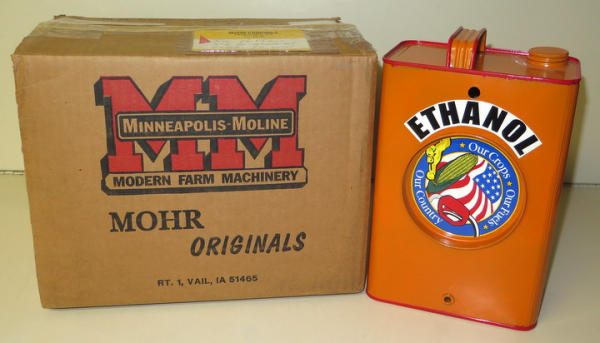 MM
MINNEAPOLIS-MOLINE
MODERN FARM MACHINERY
MOHR
ORIGINALS
RT. 1, VAIL, IA 51465
ETHANOL
Our Crops
Our Fuels
Our Country